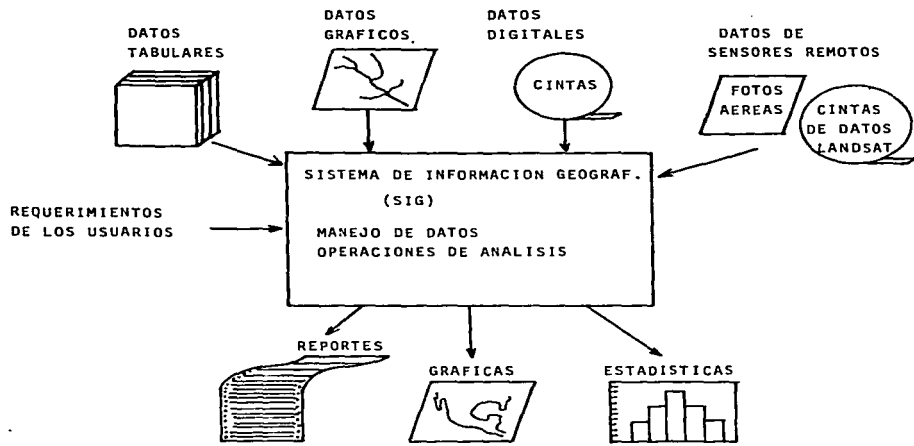 DATOS
TABULARES
DATOS
GRAFICOS.
DATOS
DIGITALES
DATOS DE
SENSORES REMOTOS
CINTAS
FOTOS
AEREAS
CINTAS
DE DATOS
LANDSAT
SISTEMA DE INFORMACION GEOGRAF.
(SIG)
MANEJO DE DATOS
OPERACIONES DE ANALISIS
REQUERIMIENTOS
DE LOS USUARIOS
REPORTES
GRAFICAS
ESTADISTICAS